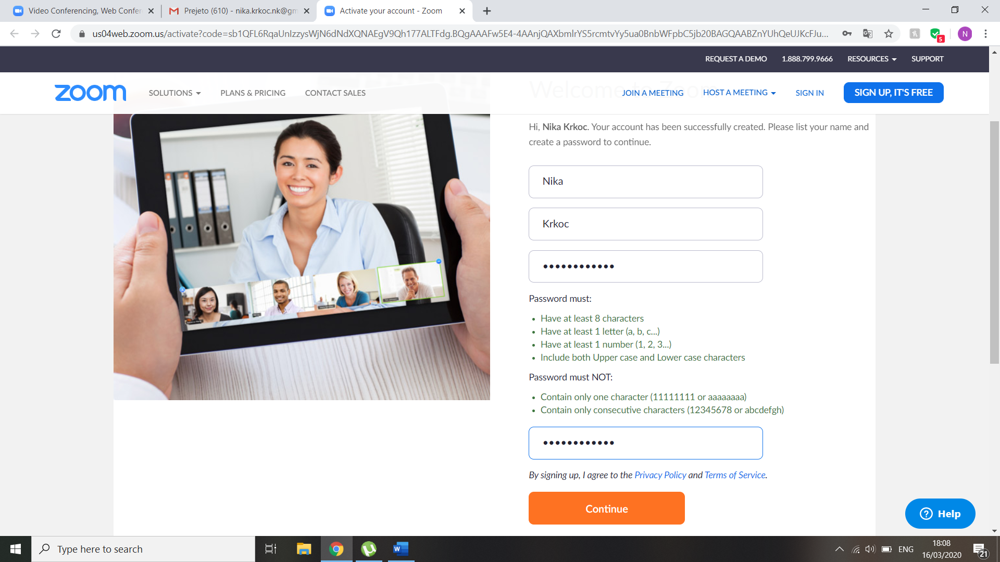 Video Conferencing, Web Confer
Prejeto (610) - nika.krkoc.nk@gm
Activate your account - Zoom
us04web.zoom.us/activate?code=sb1QFL6RqaUnIzzysWjN6dNdXQNAEgV9Qh177ALTFdg.BQgAAAFw5E4-4AAnjQAXbmlrYS5rcmtvYy5ua0BnbWFpbC5jb20BAGQAABZnYUhQeUJKcFJu...
N
5
REQUEST A DEMO 1.888.799.9666 RESOURCES SUPPORT
zoom SOLUTIONS PLANS & PRICING CONTACT SALES JOIN A MEETING HOST A MEETING SIGN IN SIGN UP, IT'S FREE
Welcome to Zoom
Hi, Nika Krkoc. Your account has been successfully created. Please list your name and
create a password to continue.
Nika
Krkoc
••••••••••••
Password must:
• Have at least 8 characters
• Have at least 1 letter (a, b, c...)
• Have at least 1 number (1, 2, 3...)
• Include both Upper case and Lower case characters
Password must NOT:
• Contain only one character (11111111 or aaaaaaaa)
• Contain only consecutive characters (12345678 or abcdefgh)
••••••••••••
By signing up, I agree to the Privacy Policy and Terms of Service.
Continue
Help
Type here to search
W
ENG
18:08
16/03/2020
21